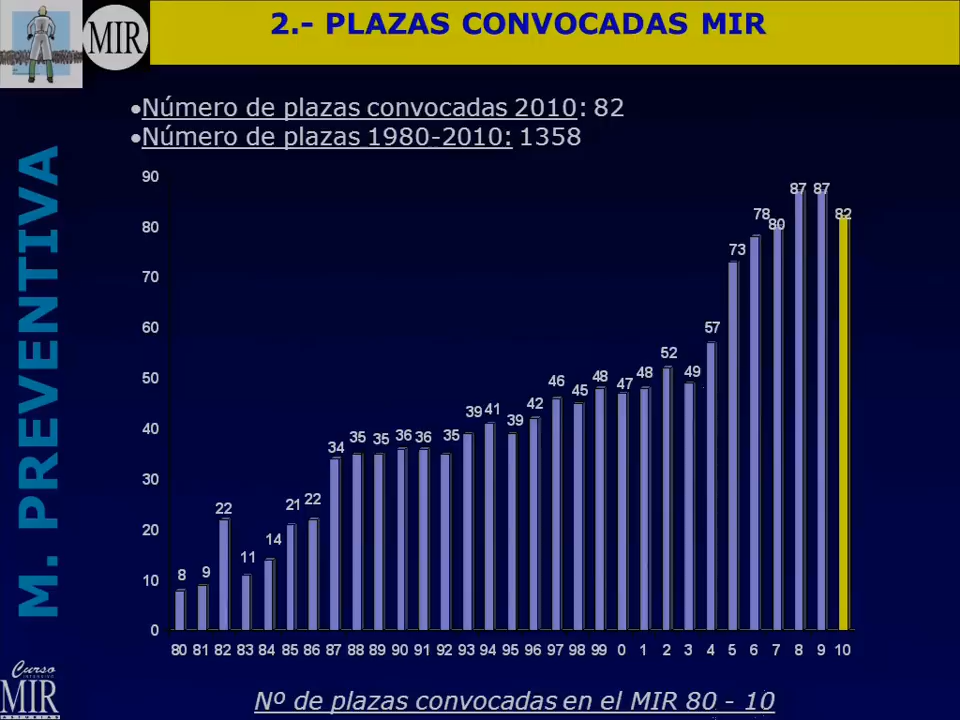 2.- PLAZAS CONVOCADAS MIR
MIR
•Número de plazas convocadas 2010: 82
•Número de plazas 1980-2010: 1358
M. PREVENTIVA
90
80
70
60
50
40
30
20
10
0
8 9 22 11 14 21 22 34 35 35 36 36 35 39 41 39 42 46 45 48 47 48 52 49 57 73 78 80 87 87 82
80 81 82 83 84 85 86 87 88 89 90 91 92 93 94 95 96 97 98 99 0 1 2 3 4 5 6 7 8 9 10
Nº de plazas convocadas en el MIR 80 - 10
Curso
INTENSIVO
MIR
ASTURIAS